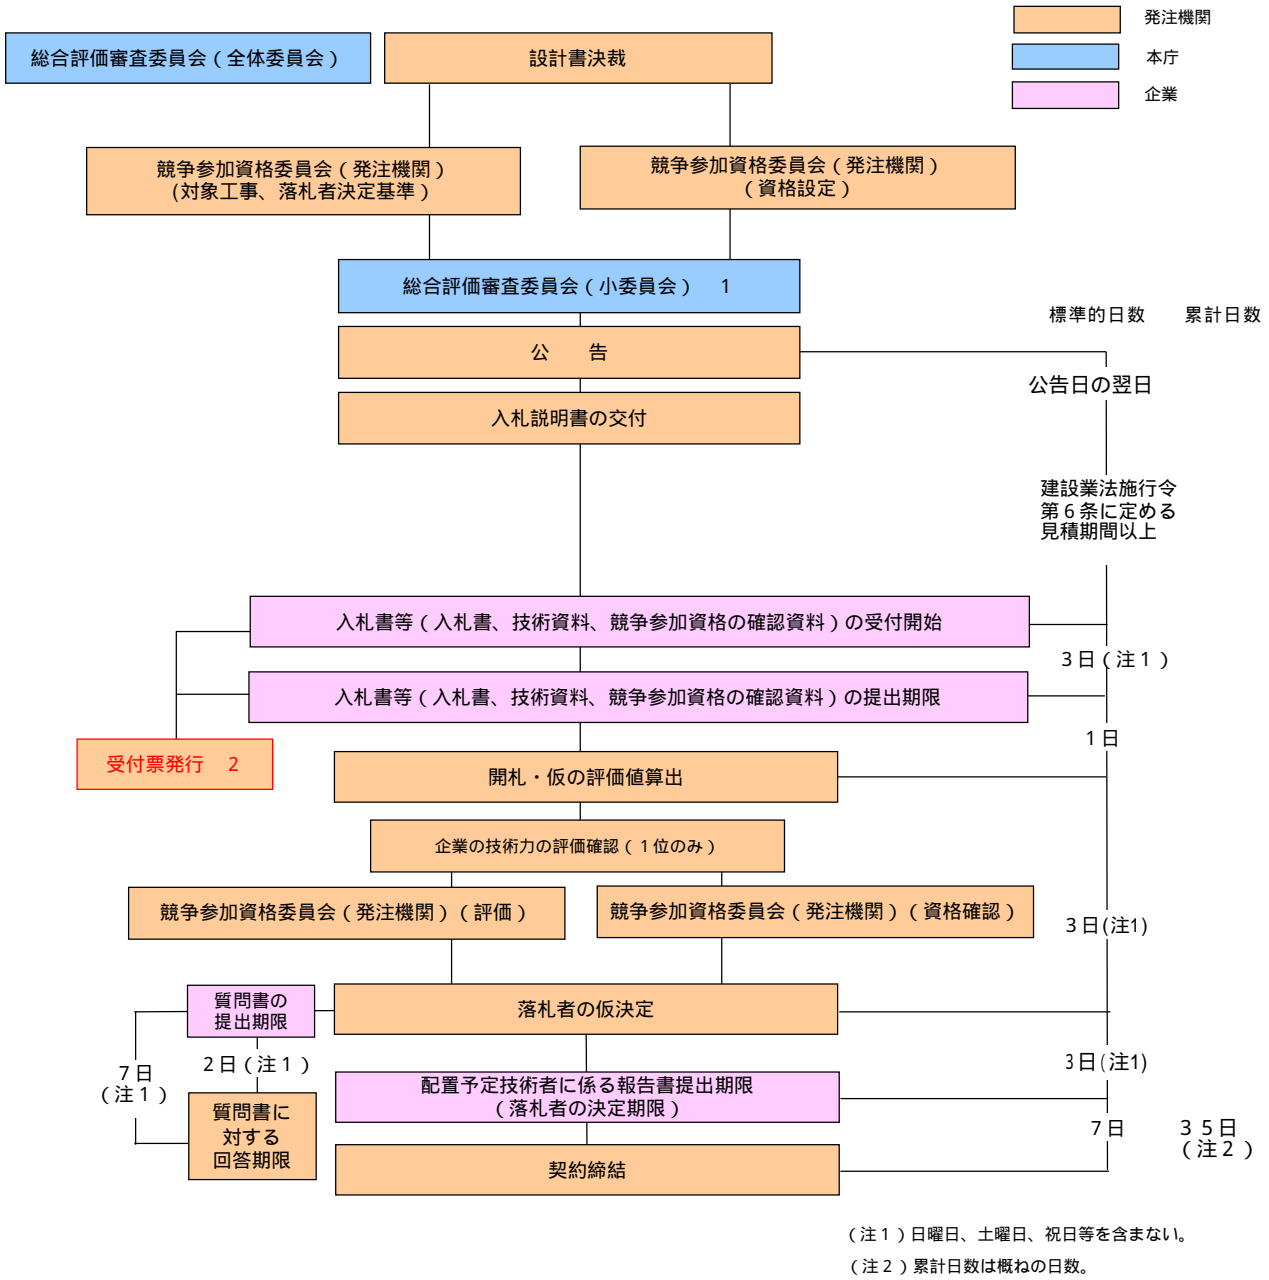 発注機関
本庁
企業
総合評価審査委員会(全体委員会)
設計書決裁
競争参加資格委員会(発注機関)
(対象工事、落札者決定基準)
競争参加資格委員会(発注機関)
(資格設定)
総合評価審査委員会(小委員会) 1
標準的日数 累計日数
公 告
公告日の翌日
入札説明書の交付
建設業法施行令
第6条に定める
見積期間以上
入札書等(入札書、技術資料、競争参加資格の確認資料)の受付開始
3日(注1)
入札書等(入札書、技術資料、競争参加資格の確認資料)の提出期限
1日
受付票発行 2
開札・仮の評価値算出
企業の技術力の評価確認(1位のみ)
競争参加資格委員会(発注機関)(評価)
競争参加資格委員会(発注機関)(資格確認)
3日(注1)
質問書の
提出期限
落札者の仮決定
2日(注1)
7日
(注1)
3日(注1)
配置予定技術者に係る報告書提出期限
(落札者の決定期限)
質問書に
対する
回答期限
7日
35日
(注2)
契約締結
(注1)日曜日、土曜日、祝日等を含まない。
(注2)累計日数は概ねの日数。